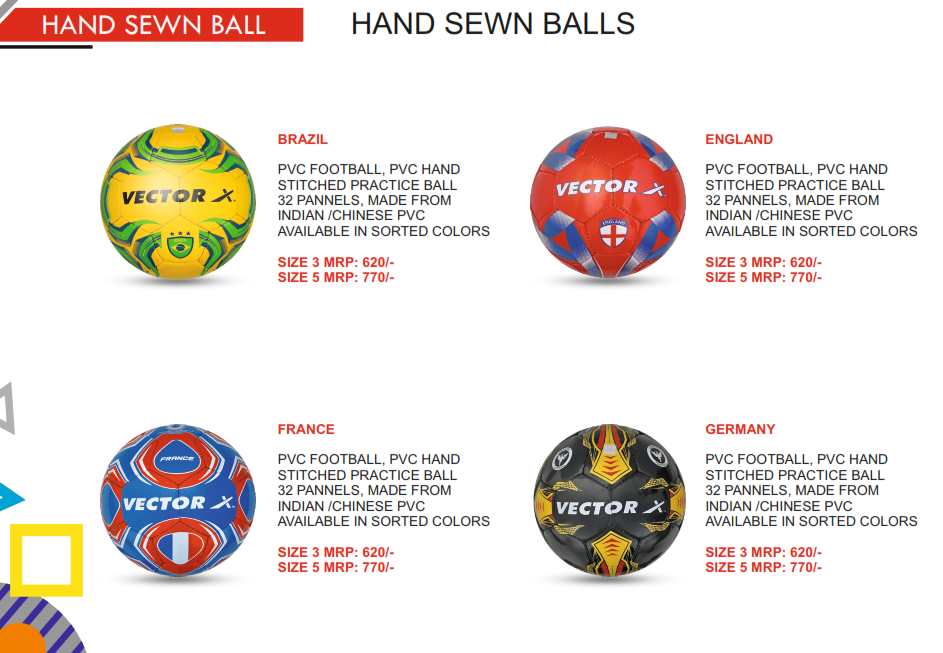 HAND SEWN BALL
HAND SEWN BALLS
VECTOR X
BRAZIL
PVC FOOTBALL, PVC HAND
STITCHED PRACTICE BALL
32 PANNELS, MADE FROM
INDIAN /CHINESE PVC
AVAILABLE IN SORTED COLORS
SIZE 3 MRP: 620/-
SIZE 5 MRP: 770/-
VECTOR X
ENGLAND
ENGLAND
PVC FOOTBALL, PVC HAND
STITCHED PRACTICE BALL
32 PANNELS, MADE FROM
INDIAN /CHINESE PVC
AVAILABLE IN SORTED COLORS
SIZE 3 MRP: 620/-
SIZE 5 MRP: 770/-
FRANCE
VECTOR X
FRANCE
PVC FOOTBALL, PVC HAND
STITCHED PRACTICE BALL
32 PANNELS, MADE FROM
INDIAN /CHINESE PVC
AVAILABLE IN SORTED COLORS
SIZE 3 MRP: 620/-
SIZE 5 MRP: 770/-
VECTOR X
GERMANY
PVC FOOTBALL, PVC HAND
STITCHED PRACTICE BALL
32 PANNELS, MADE FROM
INDIAN /CHINESE PVC
AVAILABLE IN SORTED COLORS
SIZE 3 MRP: 620/-
SIZE 5 MRP: 770/-